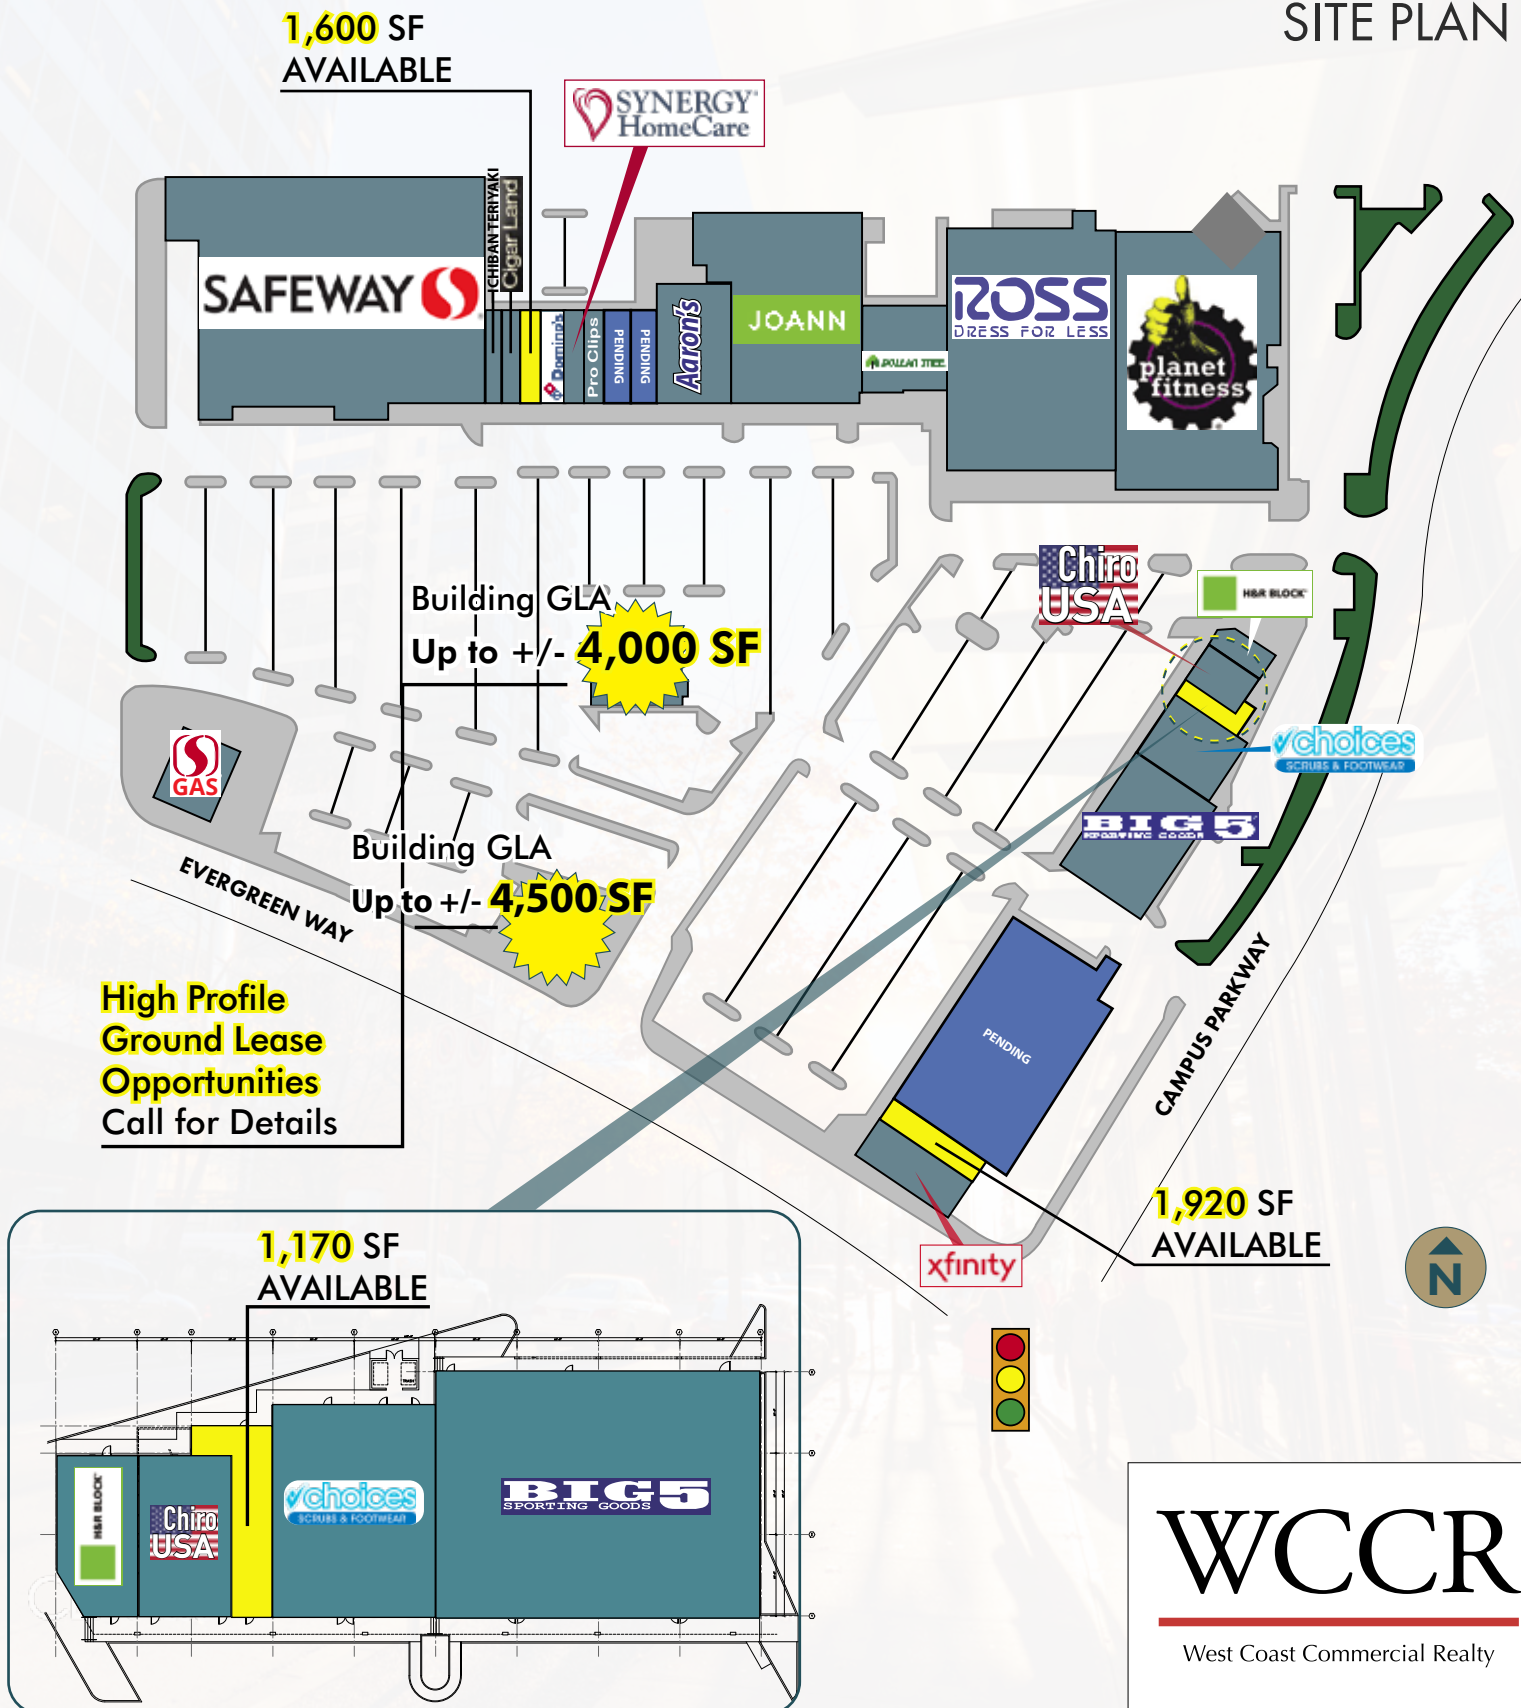 SITE PLAN
1,600 SF
AVAILABLE
SYNERGY
HomeCare
ICHIBAN TERIYAKI
Cigar Land
SAFEWAY
Domino's
Pro Clips
PENDING
PENDING
Aaron's
JOANN
DOLLAR TREE
ROSS
DRESS FOR LESS
planet
fitness
Chiro
USA
H&R BLOCK
Building GLA
Up to +/- 4,000 SF
choices
SCRUBS & FOOTWEAR
GAS
BIG 5
SPORTING GOODS
Building GLA
Up to +/- 4,500 SF
EVERGREEN WAY
High Profile
Ground Lease
Opportunities
Call for Details
PENDING
CAMPUS PARKWAY
1,920 SF
AVAILABLE
xfinity
N
1,170 SF
AVAILABLE
TRASH
H&R BLOCK
Chiro
USA
choices
SCRUBS & FOOTWEAR
BIG 5
SPORTING GOODS
WCCR
West Coast Commercial Realty